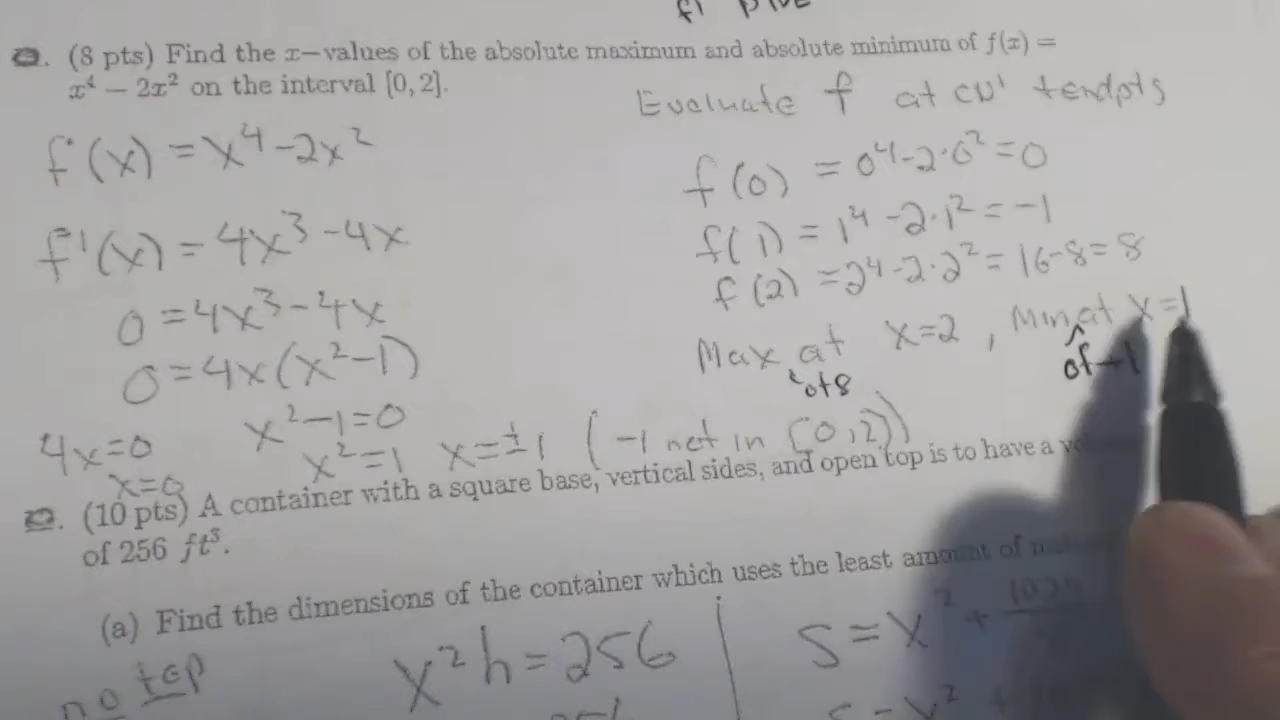 (8 pts) Find the x-values of the absolute maximum and absolute minimum of f(x) =
x⁴ − 2x² on the interval [0, 2].
f(x) = x⁴ - 2x²
f'(x) = 4x³ - 4x
0 = 4x³ - 4x
0 = 4x(x² - 1)
4x = 0
x = 0
x² - 1 = 0
x² = 1 x = ±1 (-1 not in [0,2])
Evaluate f at CN' + endpts
f(0) = 0⁴ - 2·0² = 0
f(1) = 1⁴ - 2·1² = -1
f(2) = 2⁴ - 2·2² = 16 - 8 = 8
Max at x = 2, Min at x = 1
of 8 of -1
(10 pts) A container with a square base, vertical sides, and open top is to have a
of 256 ft³.
(a) Find the dimensions of the container which uses the least amount of
no top
x²h = 256
S = x² +